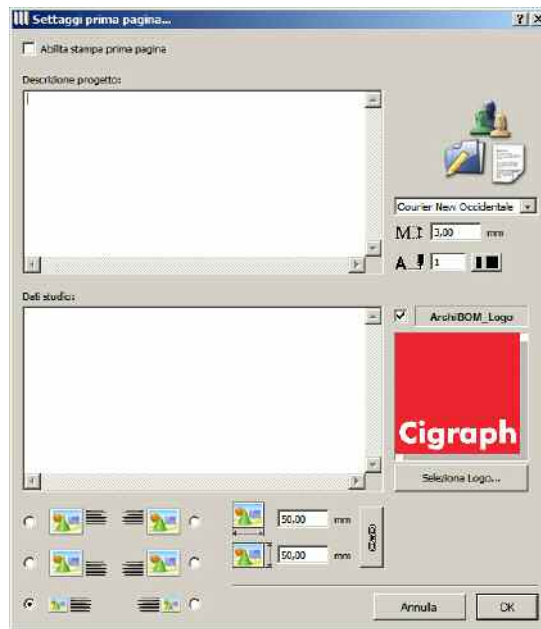 Settaggi prima pagina...
Abilita stampa prima pagina
Descrizione progetto:
Courier New Occidentale
M 3,00 mm
A 1
Dati studio:
ArchiBOM_Logo
Cigraph
Seleziona Logo...
50,00 mm
50,00 mm
Annulla
OK